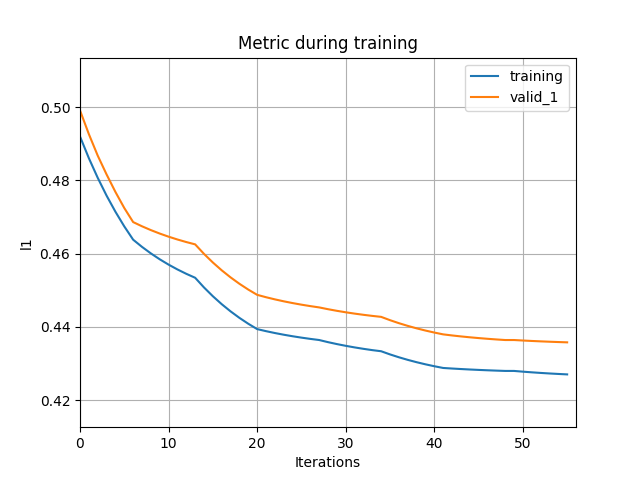 Metric during training
training
valid_1
0.50
0.48
0.46
0.44
0.42
l1
0 10 20 30 40 50
Iterations